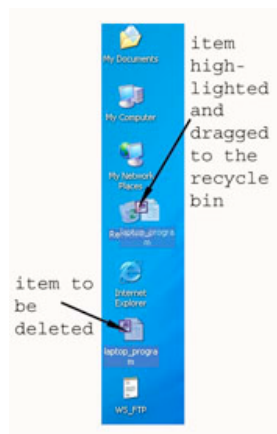 item
high-
lighted
and
dragged
to the
recycle
bin
My Documents
My Computer
My Network
Places
Re
laptop_progra
m
Internet
Explorer
item to
be
deleted
laptop_progra
m
WS_FTP